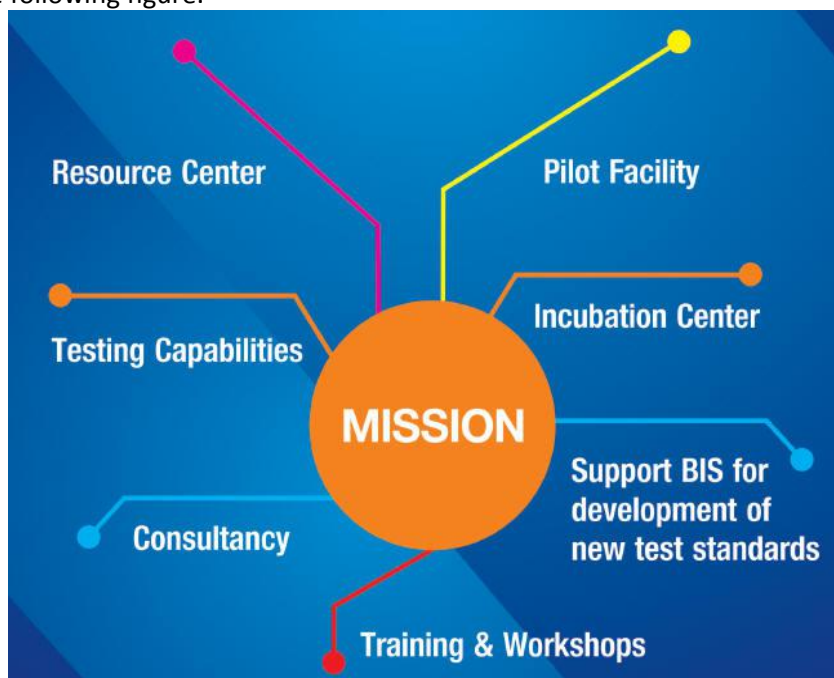 following figure.
Resource Center
Pilot Facility
Incubation Center
Testing Capabilities
MISSION
Support BIS for
development of
new test standards
Consultancy
Training & Workshops